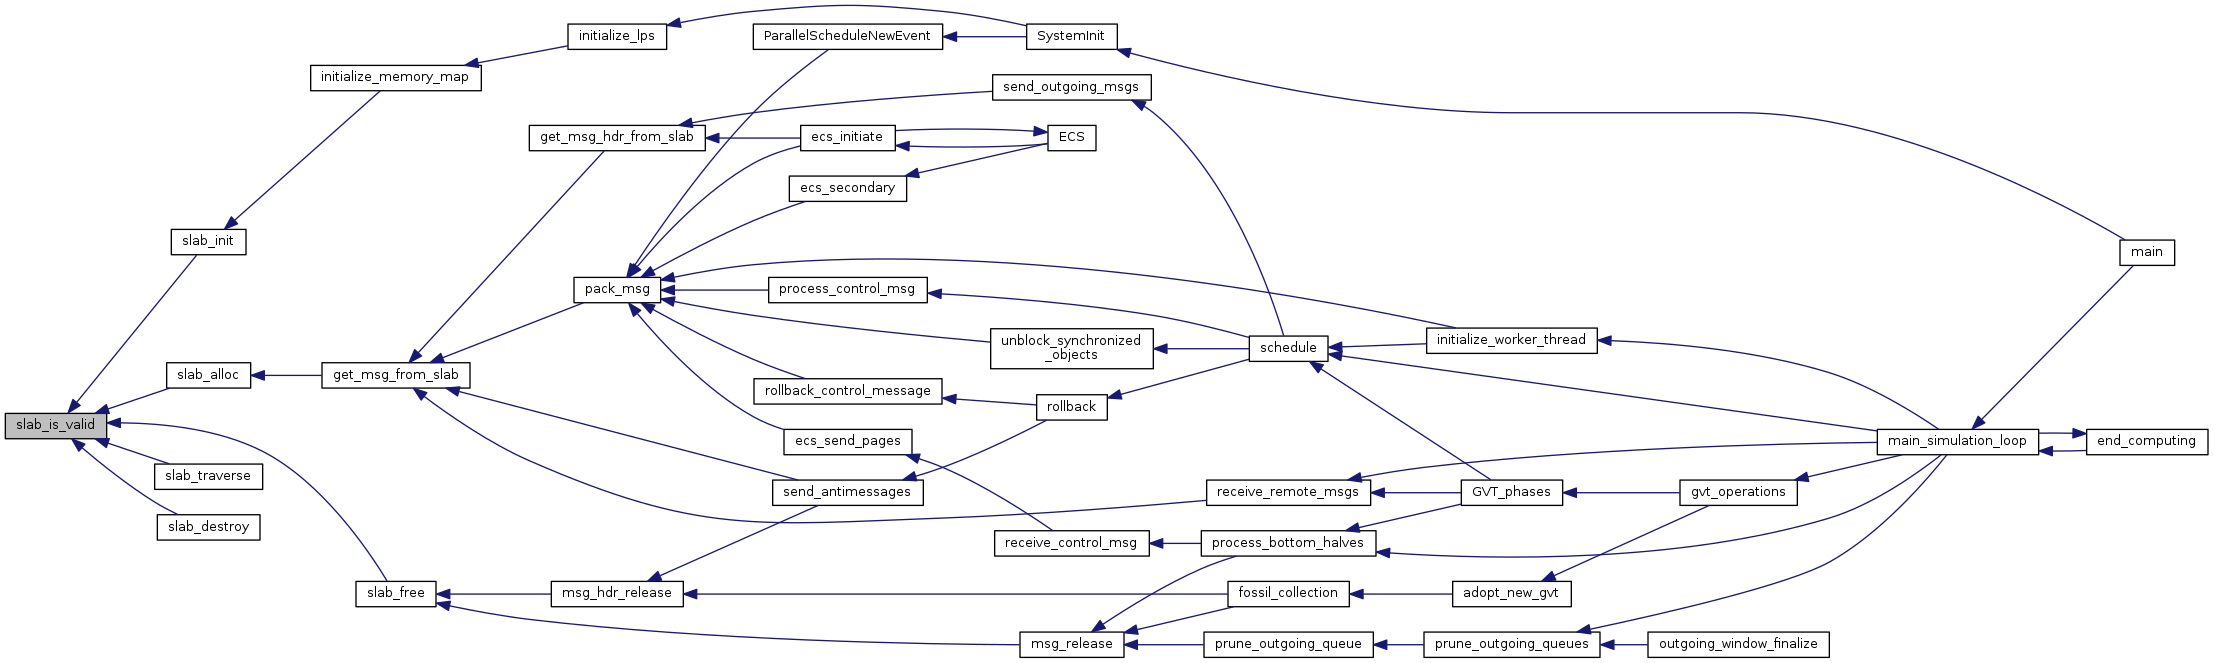 initialize_lps
ParallelScheduleNewEvent
SystemInit
initialize_memory_map
send_outgoing_msgs
get_msg_hdr_from_slab
ecs_initiate
ECS
ecs_secondary
slab_init
main
pack_msg
process_control_msg
unblock_synchronized
_objects
schedule
initialize_worker_thread
slab_alloc
get_msg_from_slab
rollback_control_message
rollback
slab_is_valid
ecs_send_pages
main_simulation_loop
end_computing
slab_traverse
send_antimessages
receive_remote_msgs
GVT_phases
gvt_operations
slab_destroy
receive_control_msg
process_bottom_halves
slab_free
msg_hdr_release
fossil_collection
adopt_new_gvt
msg_release
prune_outgoing_queue
prune_outgoing_queues
outgoing_window_finalize